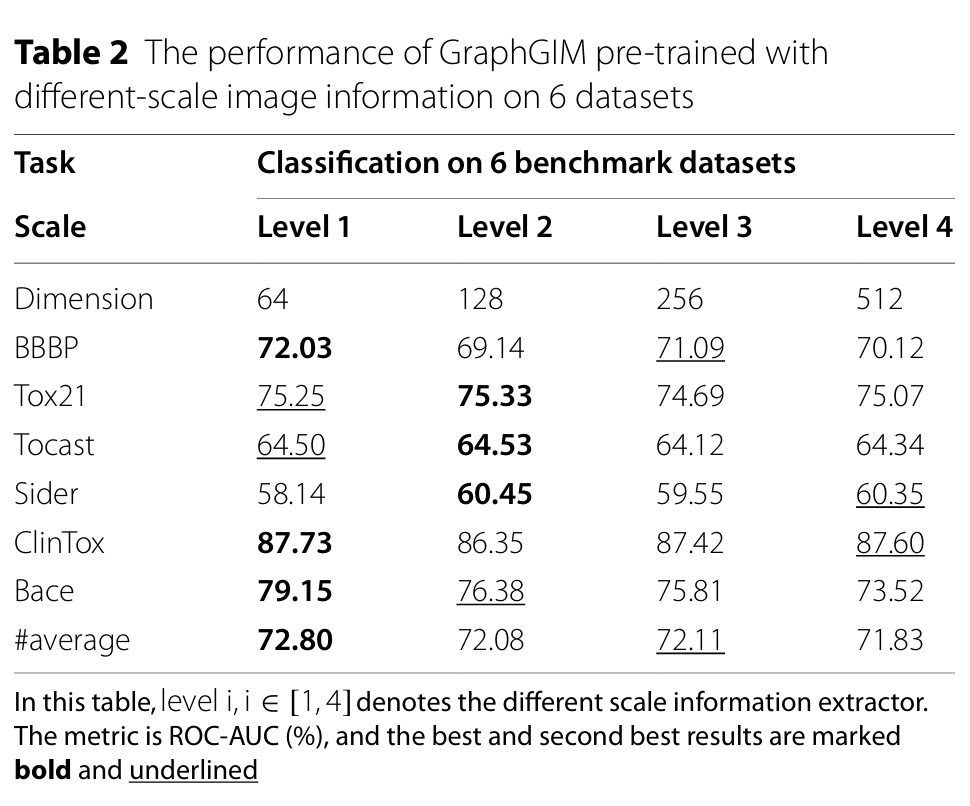 Table 2 The performance of GraphGIM pre-trained with
different-scale image information on 6 datasets
Task Classification on 6 benchmark datasets
Scale Level 1 Level 2 Level 3 Level 4
Dimension 64 128 256 512
BBBP 72.03 69.14 71.09 70.12
Tox21 75.25 75.33 74.69 75.07
Tocast 64.50 64.53 64.12 64.34
Sider 58.14 60.45 59.55 60.35
ClinTox 87.73 86.35 87.42 87.60
Bace 79.15 76.38 75.81 73.52
#average 72.80 72.08 72.11 71.83
In this table, level i, i ∈ [1, 4] denotes the different scale information extractor.
The metric is ROC-AUC (%), and the best and second best results are marked
bold and underlined